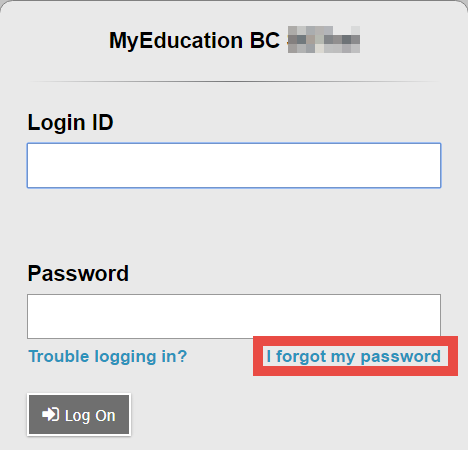 MyEducation BC
Login ID
Password
Trouble logging in? I forgot my password
Log On